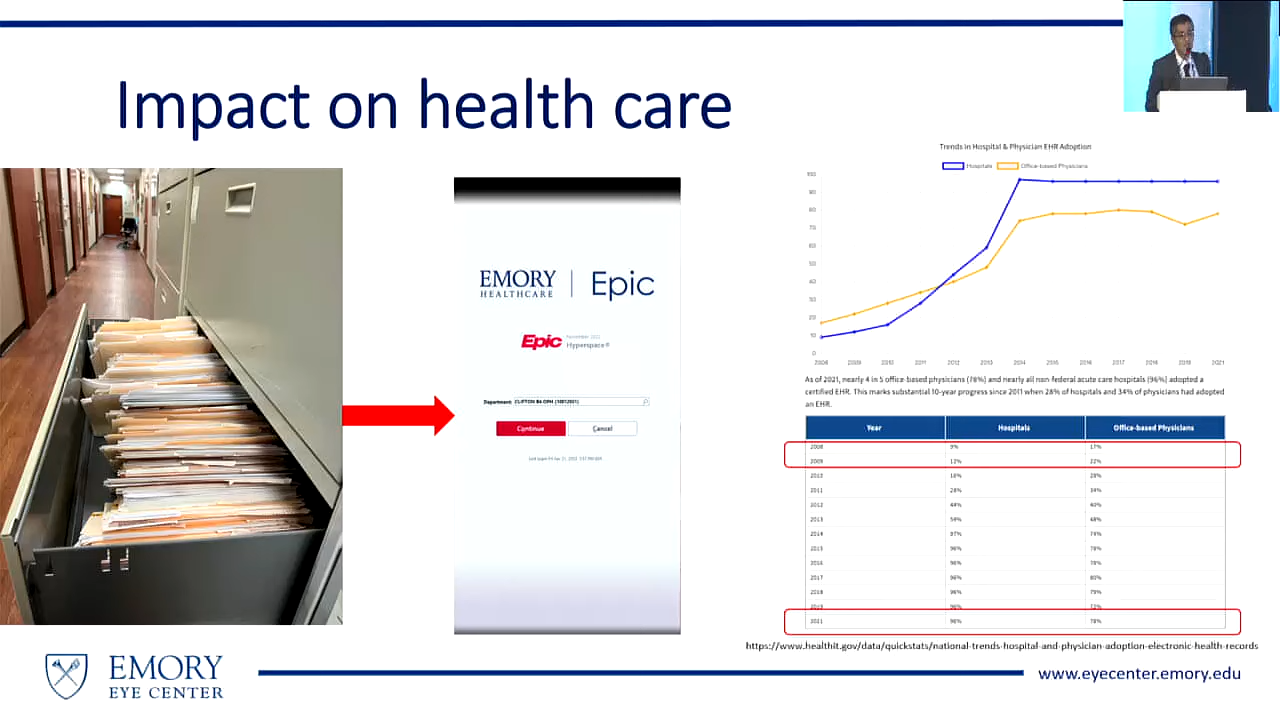 Impact on health care
EMORY
HEALTHCARE
Epic
Epic
November 2021
Hyperspace®
Department: CLIFTON B4 OPH [10012001]
Continue
Cancel
Trends in Hospital & Physician EHR Adoption
Hospitals
Office-based Physicians
100
90
80
70
60
50
40
30
20
10
0
2008 2009 2010 2011 2012 2013 2014 2015 2016 2017 2018 2019 2021
As of 2021, nearly 4 in 5 office-based physicians (78%) and nearly all non-federal acute care hospitals (96%) adopted a
certified EHR. This marks substantial 10-year progress since 2011 when 28% of hospitals and 34% of physicians had adopted
an EHR.
Year Hospitals Office-based Physicians
2008 9% 17%
2009 12% 22%
2010 16% 28%
2011 28% 34%
2012 44% 40%
2013 59% 48%
2014 97% 74%
2015 96% 78%
2016 96% 78%
2017 96% 80%
2018 96% 79%
2019 96% 72%
2021 96% 78%
https://www.healthit.gov/data/quickstats/national-trends-hospital-and-physician-adoption-electronic-health-records
EMORY
EYE CENTER
www.eyecenter.emory.edu